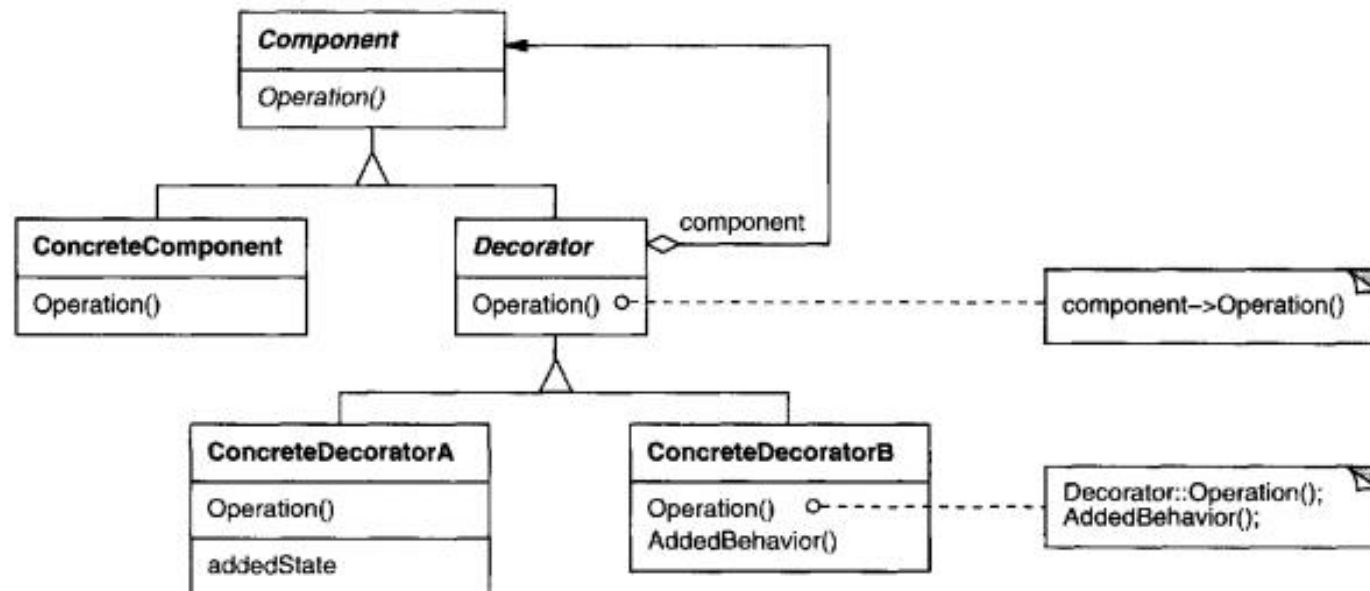 Component
Operation()
ConcreteComponent
Operation()
Decorator
Operation()
component
component->Operation()
ConcreteDecoratorA
Operation()
addedState
ConcreteDecoratorB
Operation()
AddedBehavior()
Decorator::Operation();
AddedBehavior();